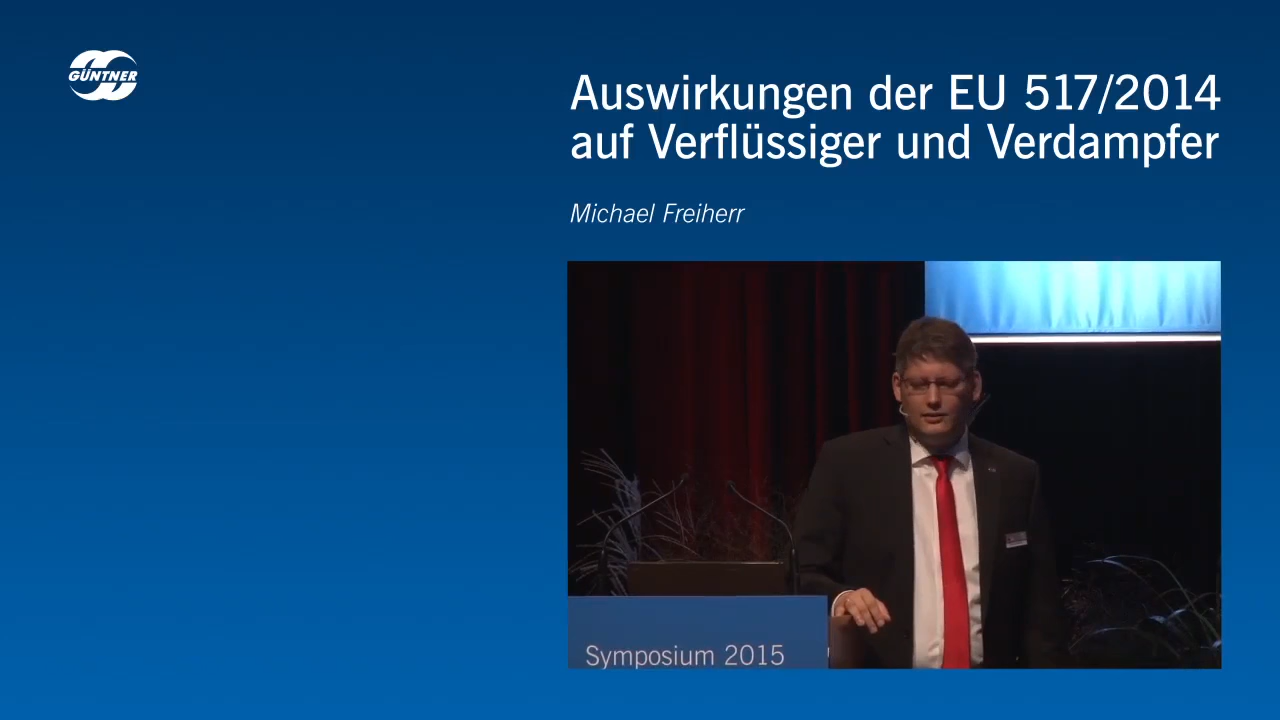 GÜNTNER
Auswirkungen der EU 517/2014
auf Verflüssiger und Verdampfer
Michael Freiherr
Symposium 2015